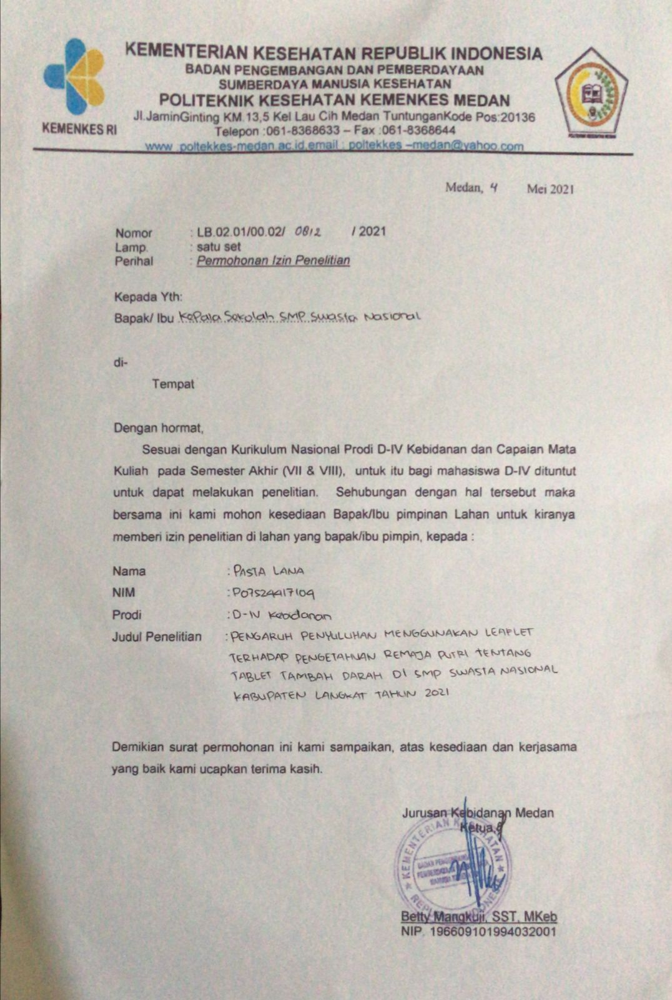 KEMENTERIAN KESEHATAN REPUBLIK INDONESIA
BADAN PENGEMBANGAN DAN PEMBERDAYAAN
SUMBERDAYA MANUSIA KESEHATAN
POLITEKNIK KESEHATAN KEMENKES MEDAN
Jl.JaminGinting KM.13,5 Kel Lau Cih Medan TuntunganKode Pos:20136
KEMENKES RI
Telepon :061-8368633 – Fax :061-8368644
www. poltekkes-medan.ac.id,email : poltekkes –medan@yahoo.com
Medan, 4 Mei 2021
Nomor : LB.02.01/00.02/ 0812 / 2021
Lamp. : satu set
Perihal : Permohonan Izin Penelitian
Kepada Yth:
Bapak/ Ibu Kepala Sekolah SMP Swasta Nasional
di-
Tempat
Dengan hormat,
Sesuai dengan Kurikulum Nasional Prodi D-IV Kebidanan dan Capaian Mata
Kuliah pada Semester Akhir (VII & VIII), untuk itu bagi mahasiswa D-IV dituntut
untuk dapat melakukan penelitian. Sehubungan dengan hal tersebut maka
bersama ini kami mohon kesediaan Bapak/Ibu pimpinan Lahan untuk kiranya
memberi izin penelitian di lahan yang bapak/ibu pimpin, kepada :
Nama : PASTA LANA
NIM : P07524417109
Prodi : D-IV Kebidanan
Judul Penelitian : PENGARUH PENYULUHAN MENGGUNAKAN LEAFLET
TERHADAP PENGETAHUAN REMAJA PUTRI TENTANG
TABLET TAMBAH DARAH DI SMP SWASTA NASIONAL
KABUPATEN LANGKAT TAHUN 2021
Demikian surat permohonan ini kami sampaikan, atas kesediaan dan kerjasama
yang baik kami ucapkan terima kasih.
Jurusan Kebidanan Medan
Ketua,
KEMENTERIAN KESEHATAN
BADAN PENGEMBANGAN
REPUBLIK INDONESIA
Betty Mangkuji, SST, MKeb
NIP. 196609101994032001